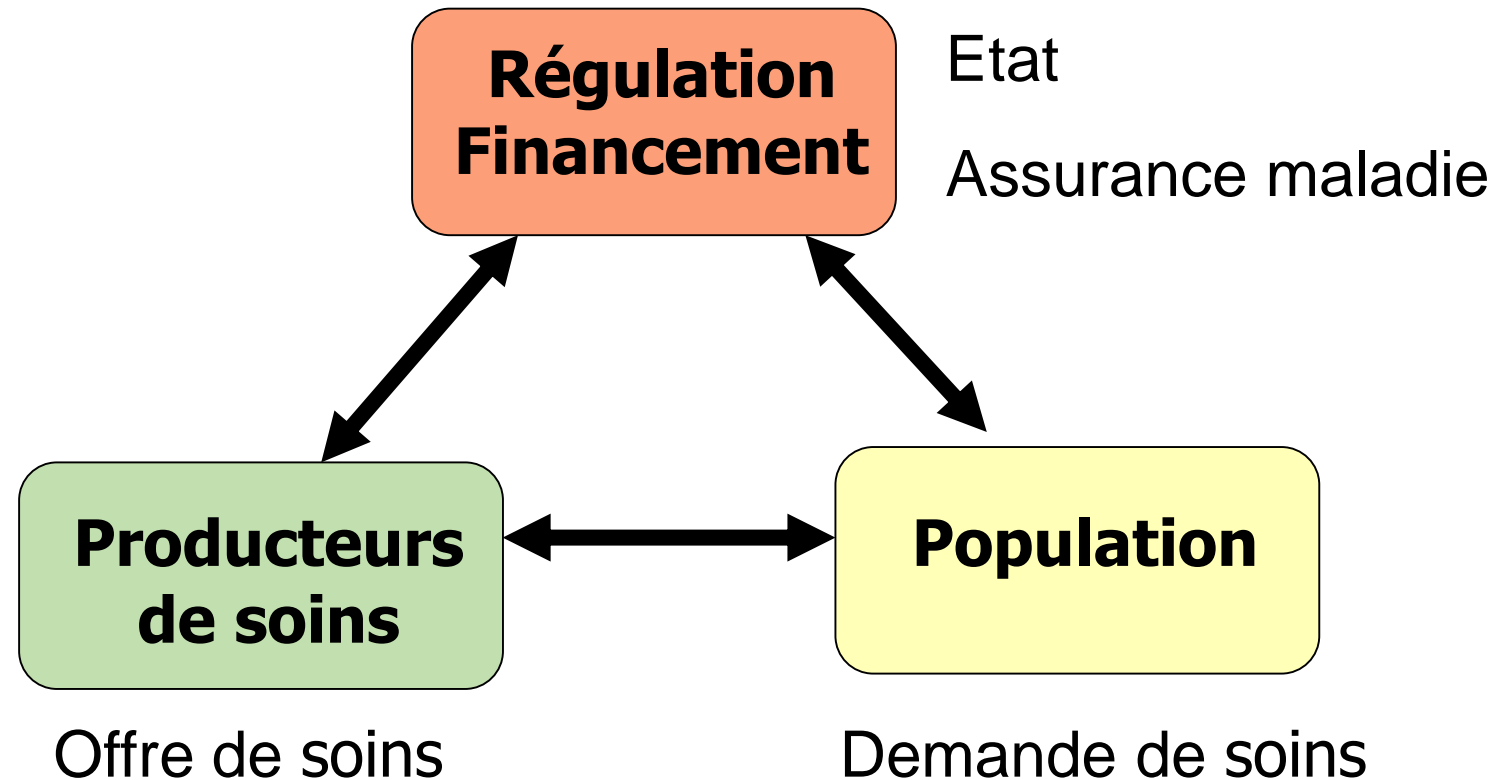 Régulation
Financement
Etat
Assurance maladie
Producteurs
de soins
Population
Offre de soins
Demande de soins